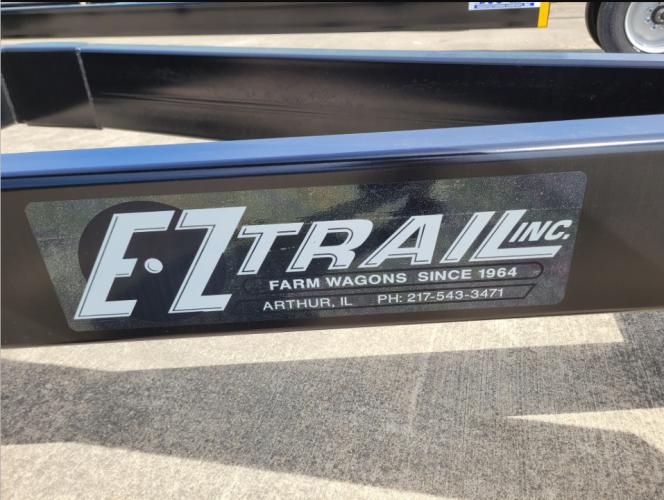 E-Z TRAIL INC.
FARM WAGONS SINCE 1964
ARTHUR, IL PH: 217-543-3471